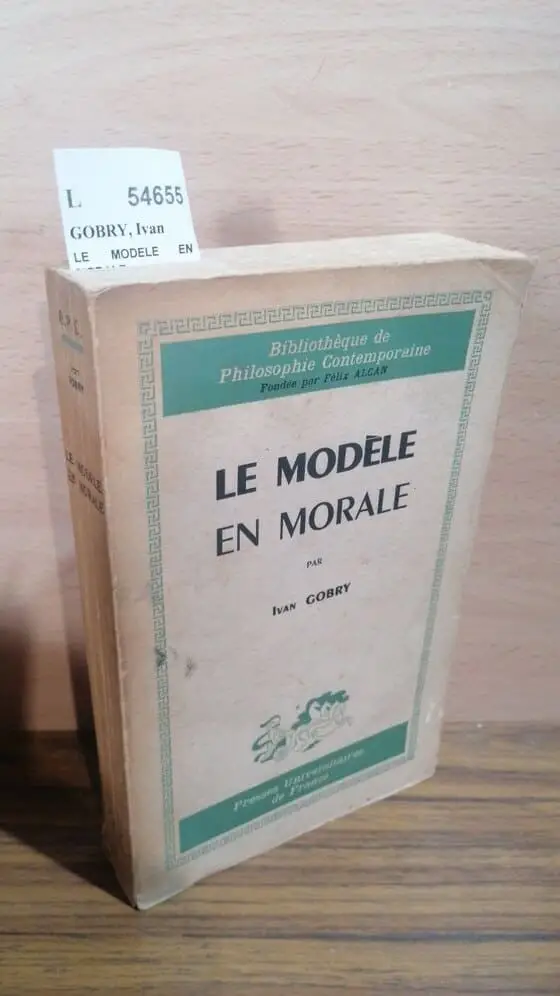 L 54655
GOBRY, Ivan
LE MODELE EN
B.P.C.
LE MODÈLE
EN MORALE
Bibliothèque de
Philosophie Contemporaine
Fondée par Félix ALCAN
LE MODÈLE
EN MORALE
PAR
IVAN GOBRY
Presses Universitaires
de France